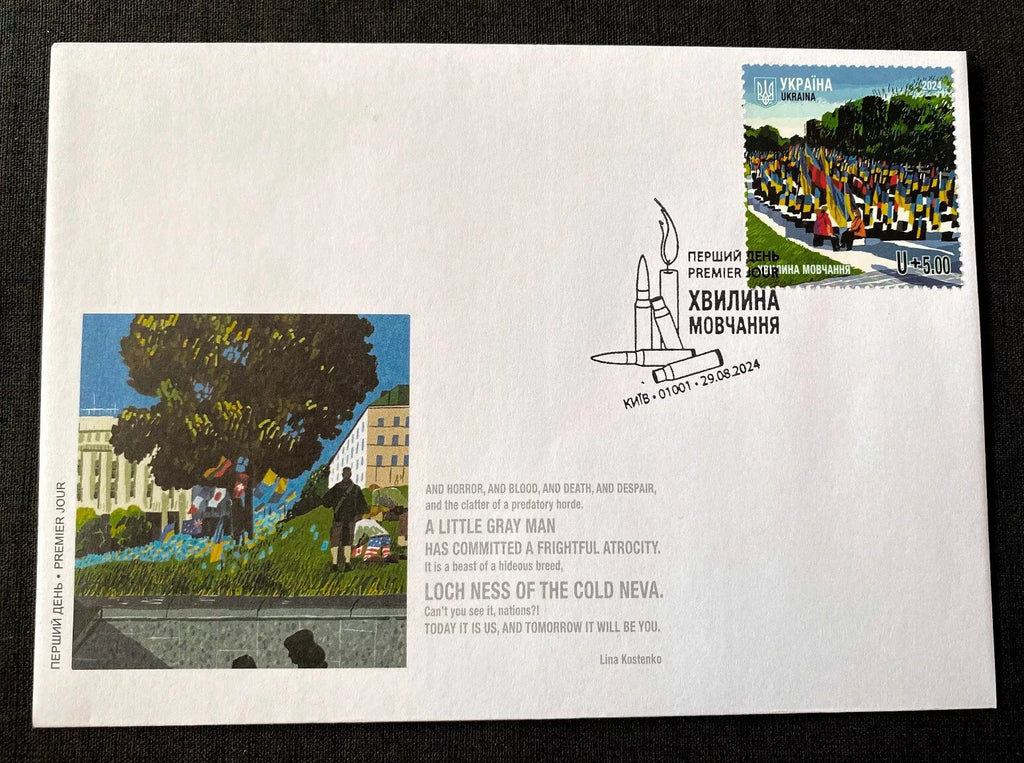 УКРАЇНА
UKRAINA
2024
ХВИЛИНА МОВЧАННЯ
U+5.00
ПЕРШИЙ ДЕНЬ
PREMIER JOUR
ХВИЛИНА
МОВЧАННЯ
КИЇВ • 01001 • 29.08.2024
ПЕРШИЙ ДЕНЬ • PREMIER JOUR
AND HORROR, AND BLOOD, AND DEATH, AND DESPAIR,
and the clatter of a predatory horde.
A LITTLE GRAY MAN
HAS COMMITTED A FRIGHTFUL ATROCITY.
It is a beast of a hideous breed,
LOCH NESS OF THE COLD NEVA.
Can't you see it, nations?!
TODAY IT IS US, AND TOMORROW IT WILL BE YOU.
Lina Kostenko